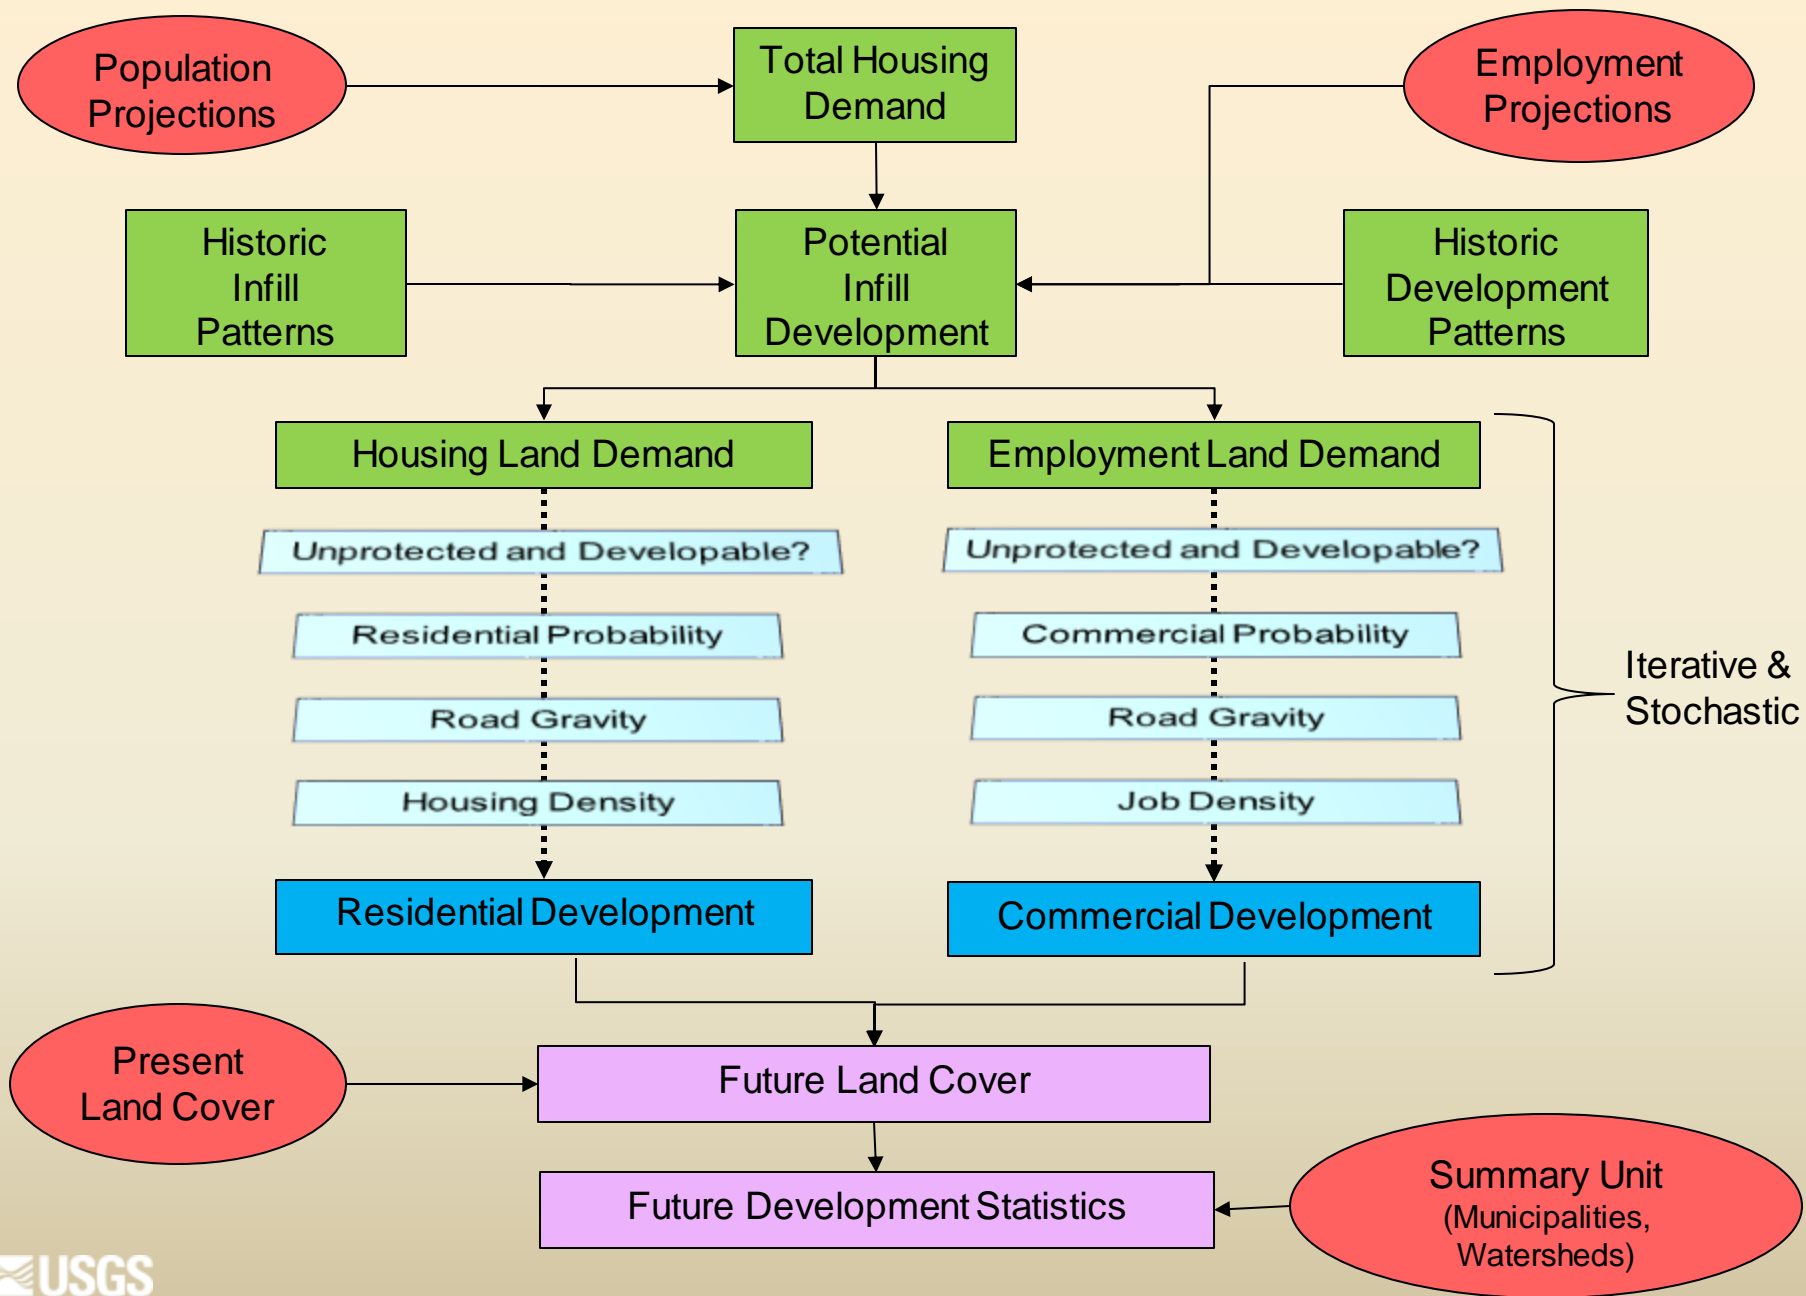 Population
Projections
Total Housing
Demand
Employment
Projections
Historic
Infill
Patterns
Potential
Infill
Development
Historic
Development
Patterns
Housing Land Demand
Employment Land Demand
Unprotected and Developable?
Unprotected and Developable?
Residential Probability
Commercial Probability
Road Gravity
Road Gravity
Housing Density
Job Density
Iterative &
Stochastic
Residential Development
Commercial Development
Present
Land Cover
Future Land Cover
Future Development Statistics
Summary Unit
(Municipalities,
Watersheds)
USGS